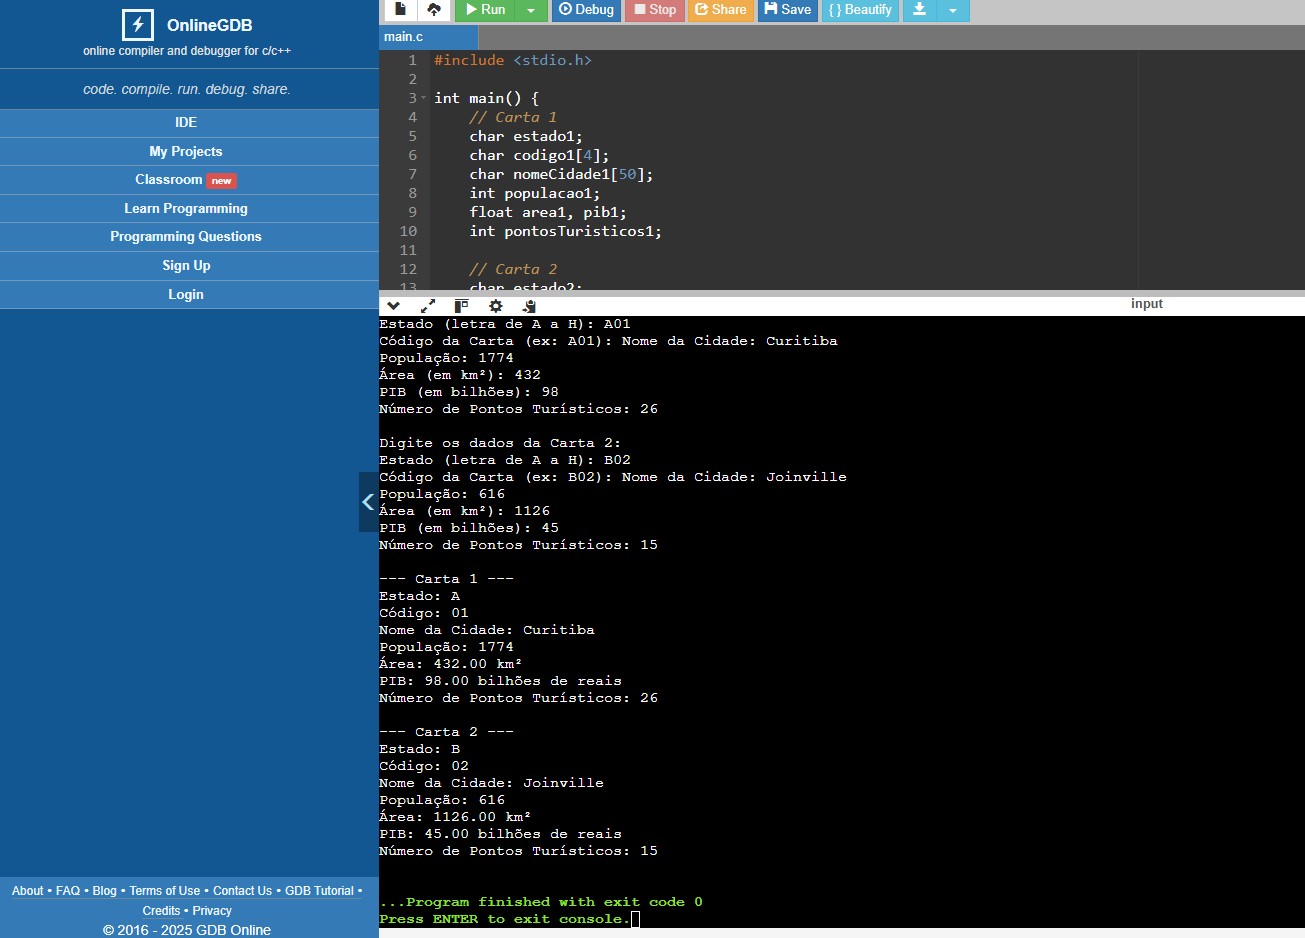 OnlineGDB
online compiler and debugger for c/c++
code. compile. run. debug. share.
IDE
My Projects
Classroom new
Learn Programming
Programming Questions
Sign Up
Login
About • FAQ • Blog • Terms of Use • Contact Us • GDB Tutorial •
Credits • Privacy
© 2016 - 2025 GDB Online
Run Debug Stop Share Save { } Beautify
main.c
1 #include <stdio.h>
2
3 int main() {
4 // Carta 1
5 char estado1;
6 char codigo1[4];
7 char nomeCidade1[50];
8 int populacao1;
9 float area1, pib1;
10 int pontosTuristicos1;
11
12 // Carta 2
13 char estado2;
input
Estado (letra de A a H): A01
Código da Carta (ex: A01): Nome da Cidade: Curitiba
População: 1774
Área (em km²): 432
PIB (em bilhões): 98
Número de Pontos Turísticos: 26
Digite os dados da Carta 2:
Estado (letra de A a H): B02
Código da Carta (ex: B02): Nome da Cidade: Joinville
População: 616
Área (em km²): 1126
PIB (em bilhões): 45
Número de Pontos Turísticos: 15
--- Carta 1 ---
Estado: A
Código: 01
Nome da Cidade: Curitiba
População: 1774
Área: 432.00 km²
PIB: 98.00 bilhões de reais
Número de Pontos Turísticos: 26
--- Carta 2 ---
Estado: B
Código: 02
Nome da Cidade: Joinville
População: 616
Área: 1126.00 km²
PIB: 45.00 bilhões de reais
Número de Pontos Turísticos: 15
...Program finished with exit code 0
Press ENTER to exit console.